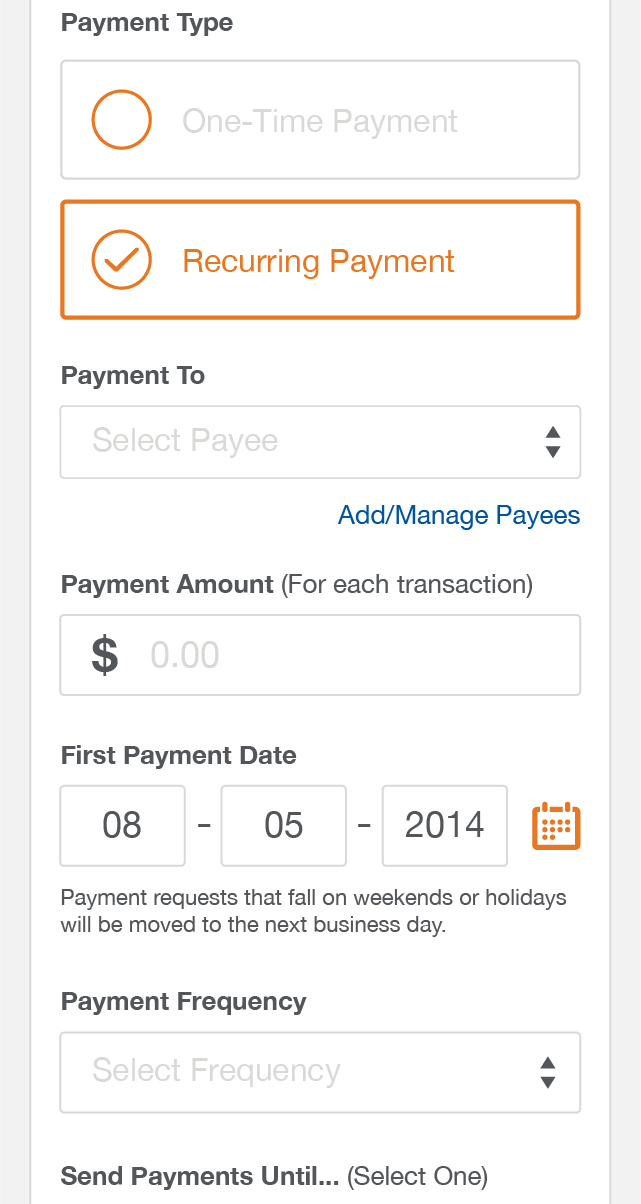 Payment Type
One-Time Payment
Recurring Payment
Payment To
Select Payee
Add/Manage Payees
Payment Amount (For each transaction)
$ 0.00
First Payment Date
08 - 05 - 2014
Payment requests that fall on weekends or holidays
will be moved to the next business day.
Payment Frequency
Select Frequency
Send Payments Until... (Select One)